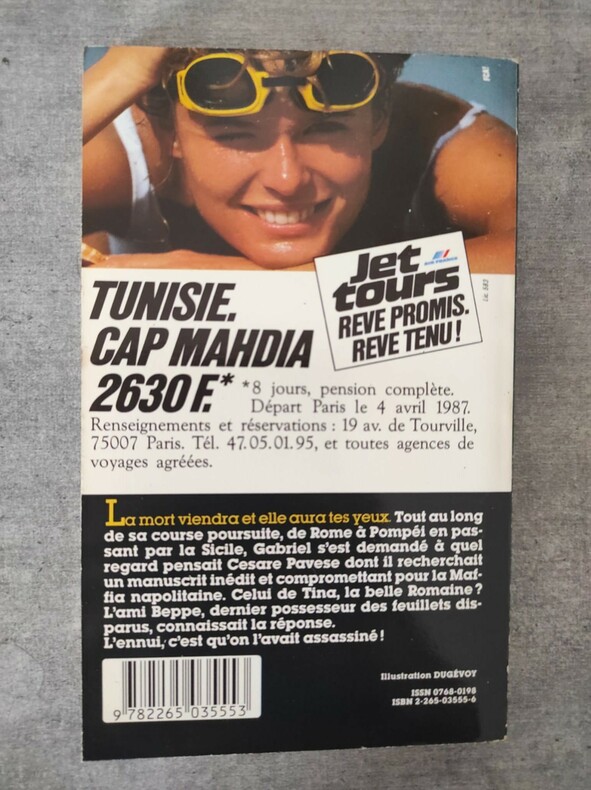 FCA!
Jet
tours
AIR FRANCE
REVE PROMIS.
REVE TENU!
Lic. 582
TUNISIE.
CAP MAHDIA
2630 F.*
*8 jours, pension complète.
Départ Paris le 4 avril 1987.
Renseignements et réservations : 19 av. de Tourville,
75007 Paris. Tél. 47.05.01.95, et toutes agences de
voyages agréées.
La mort viendra et elle aura tes yeux. Tout au long
de sa course poursuite, de Rome à Pompéi en pas-
sant par la Sicile, Gabriel s'est demandé à quel
regard pensait Cesare Pavese dont il recherchait
un manuscrit inédit et compromettant pour la Maf-
fia napolitaine. Celui de Tina, la belle Romaine?
L'ami Beppe, dernier possesseur des feuillets dis-
parus, connaissait la réponse.
L'ennui, c'est qu'on l'avait assassiné!
Illustration DUGÉVOY
ISSN 0768-0198
ISBN 2-265-03555-6
9 782265 035553